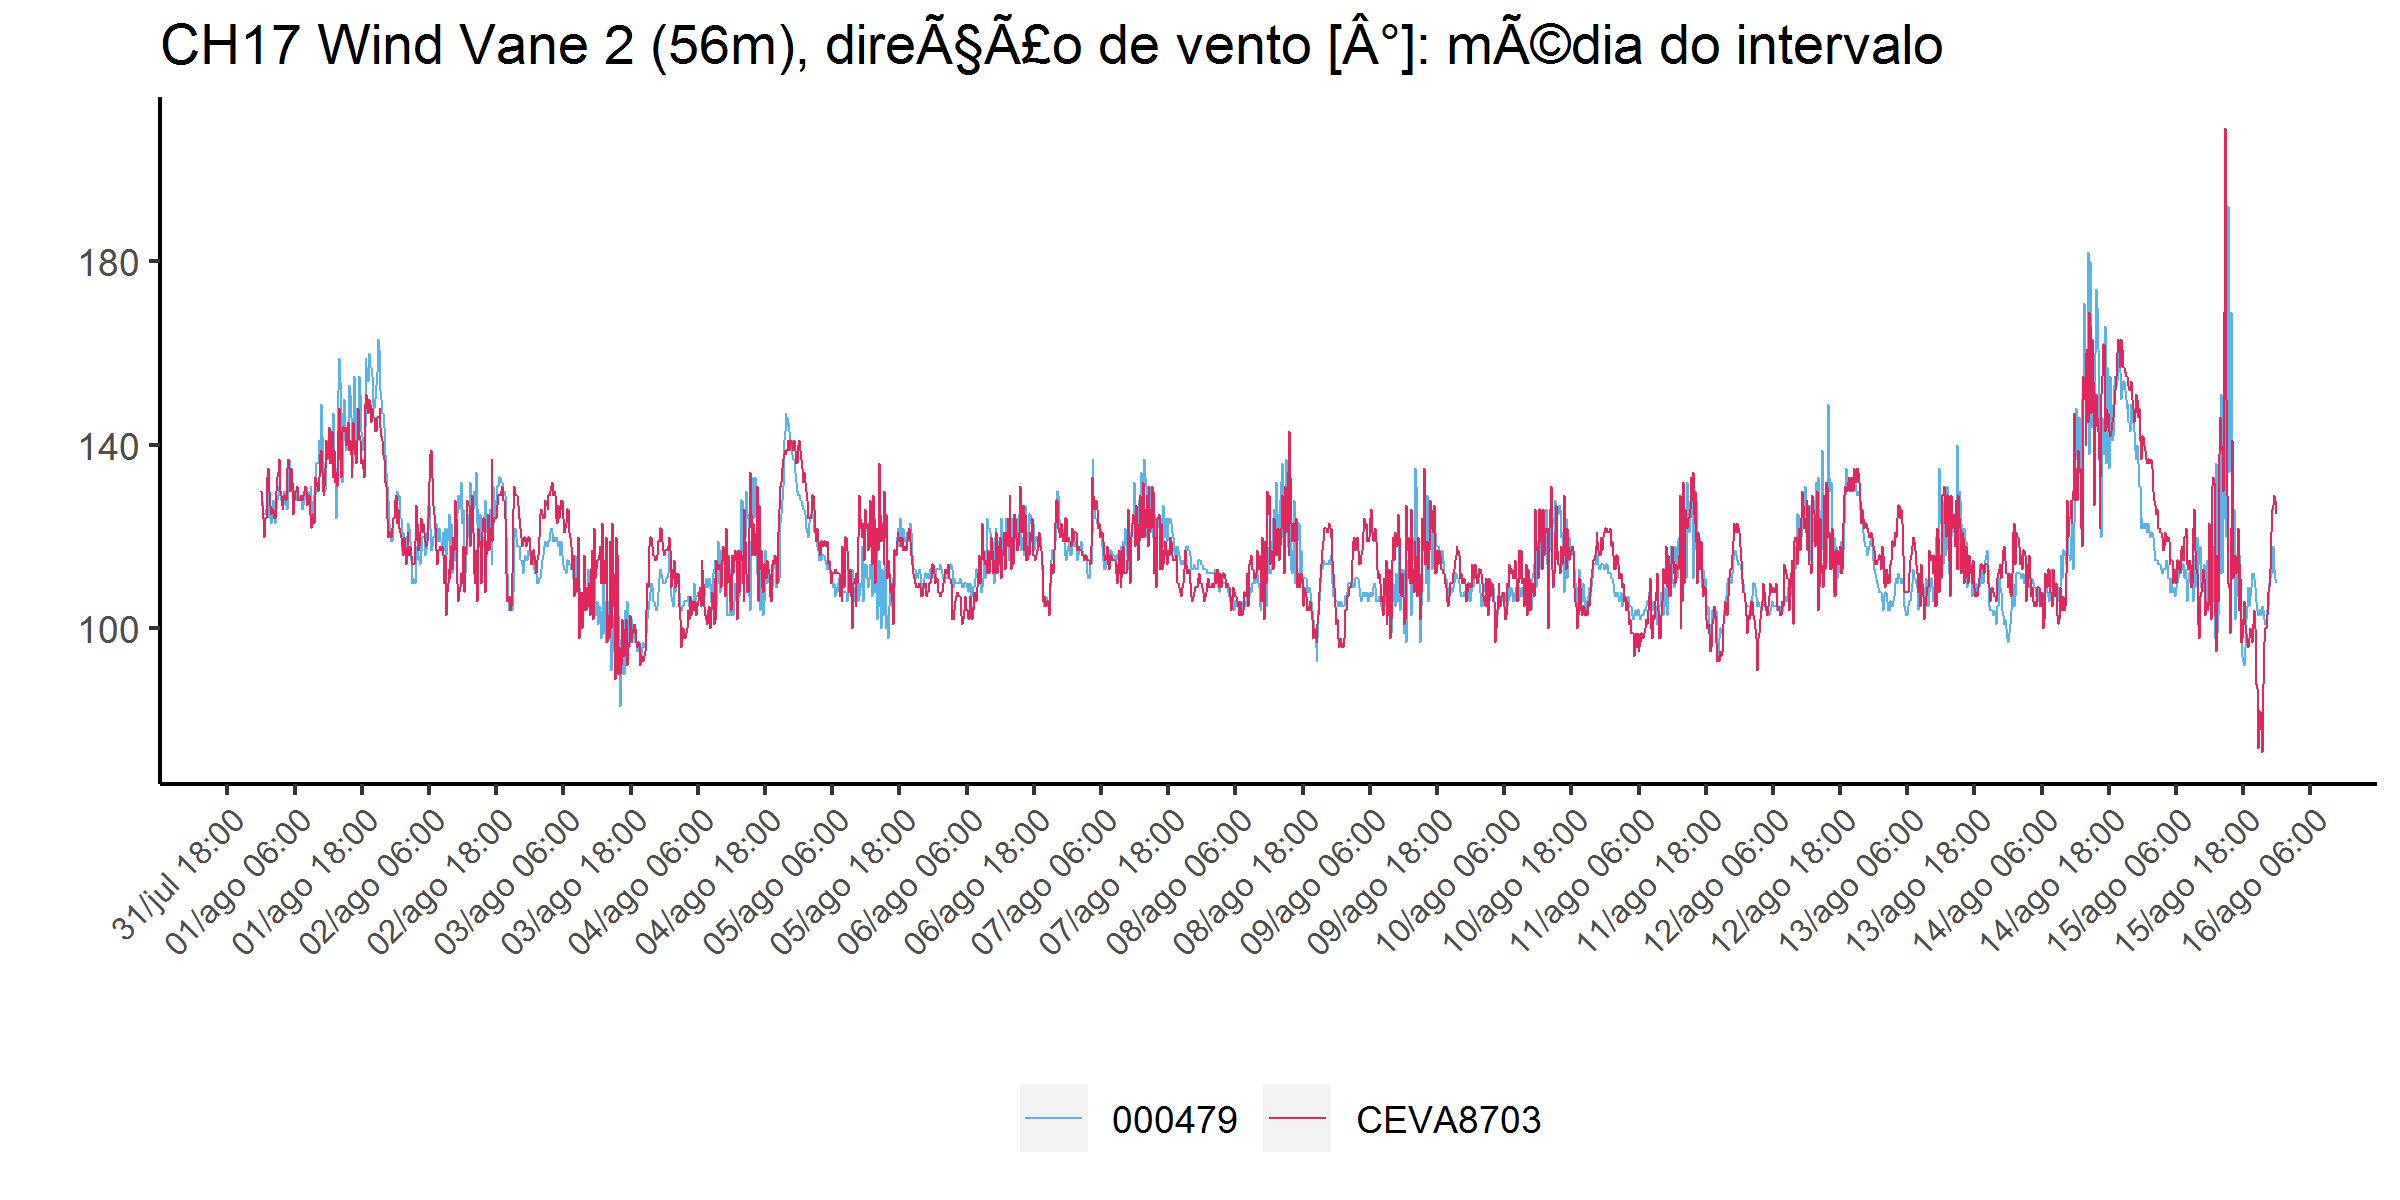 CH17 Wind Vane 2 (56m), direÃ§Ã£o de vento [Â°]: mÃ©dia do intervalo
180
140
100
31/jul 18:00
01/ago 06:00
01/ago 18:00
02/ago 06:00
02/ago 18:00
03/ago 06:00
03/ago 18:00
04/ago 06:00
04/ago 18:00
05/ago 06:00
05/ago 18:00
06/ago 06:00
06/ago 18:00
07/ago 06:00
07/ago 18:00
08/ago 06:00
08/ago 18:00
09/ago 06:00
09/ago 18:00
10/ago 06:00
10/ago 18:00
11/ago 06:00
11/ago 18:00
12/ago 06:00
12/ago 18:00
13/ago 06:00
13/ago 18:00
14/ago 06:00
14/ago 18:00
15/ago 06:00
15/ago 18:00
16/ago 06:00
000479
CEVA8703